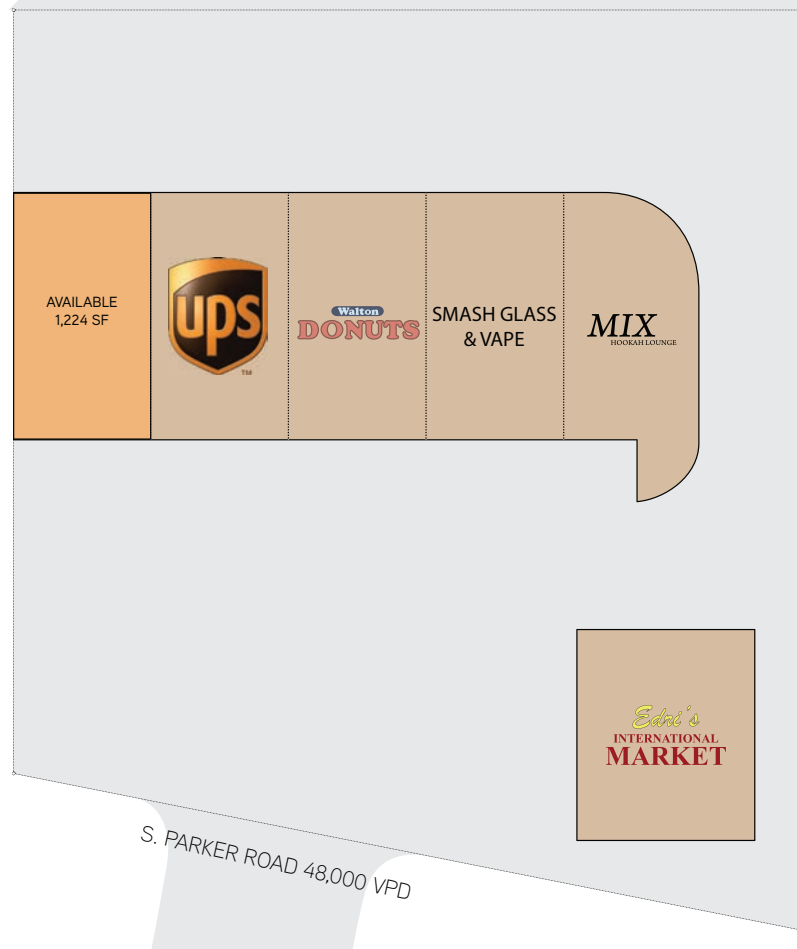 AVAILABLE
1,224 SF
ups
TM
Walton
DONUTS
SMASH GLASS
& VAPE
MIX
HOOKAH LOUNGE
Edri's
INTERNATIONAL
MARKET
S. PARKER ROAD 48,000 VPD